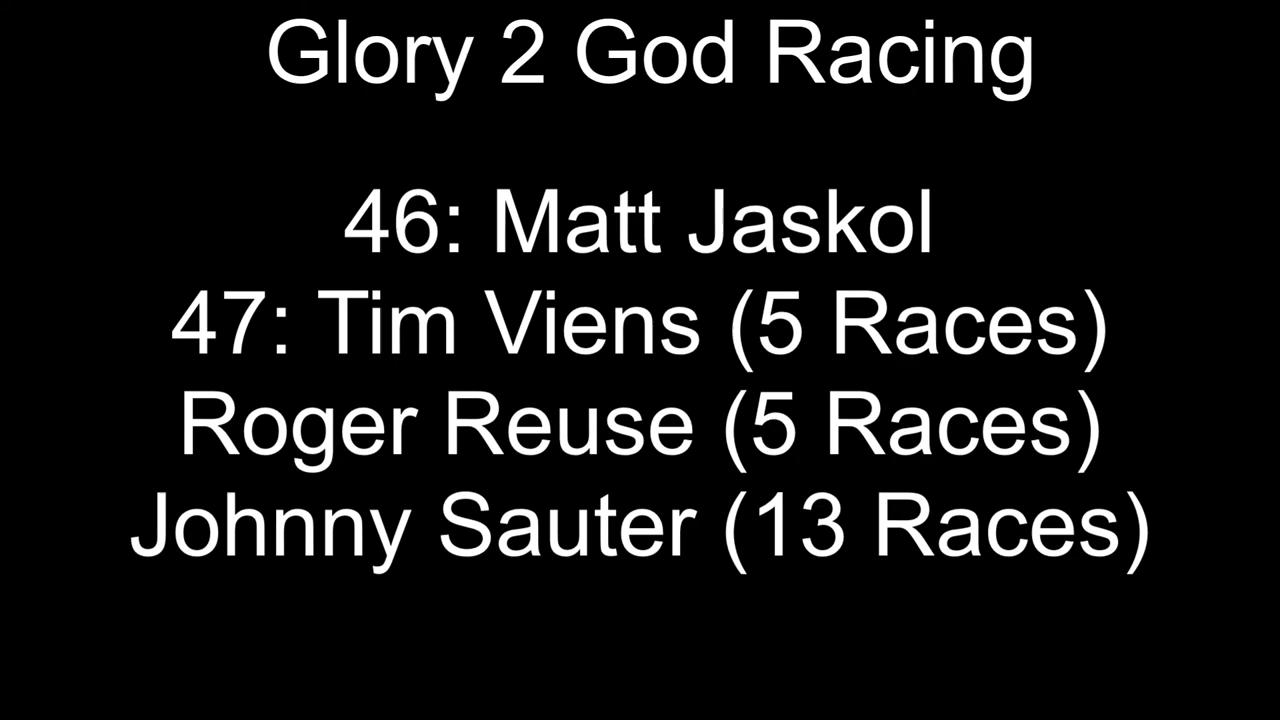 Glory 2 God Racing
46: Matt Jaskol
47: Tim Viens (5 Races)
Roger Reuse (5 Races)
Johnny Sauter (13 Races)